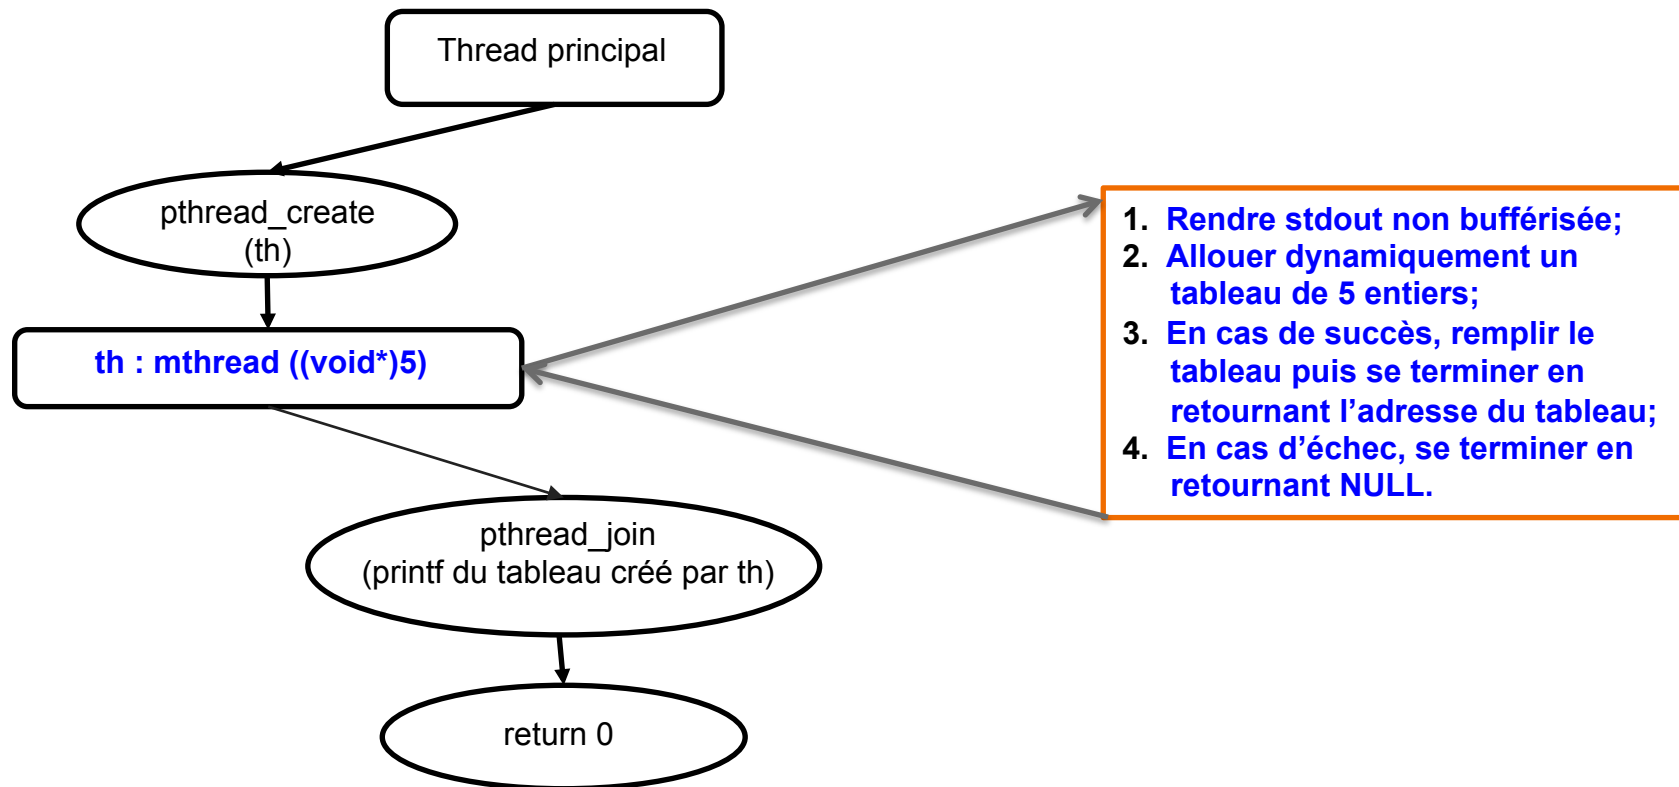 Thread principal
pthread_create
(th)
th : mthread ((void*)5)
1. Rendre stdout non bufférisée;
2. Allouer dynamiquement un
tableau de 5 entiers;
3. En cas de succès, remplir le
tableau puis se terminer en
retournant l’adresse du tableau;
4. En cas d’échec, se terminer en
retournant NULL.
pthread_join
(printf du tableau créé par th)
return 0